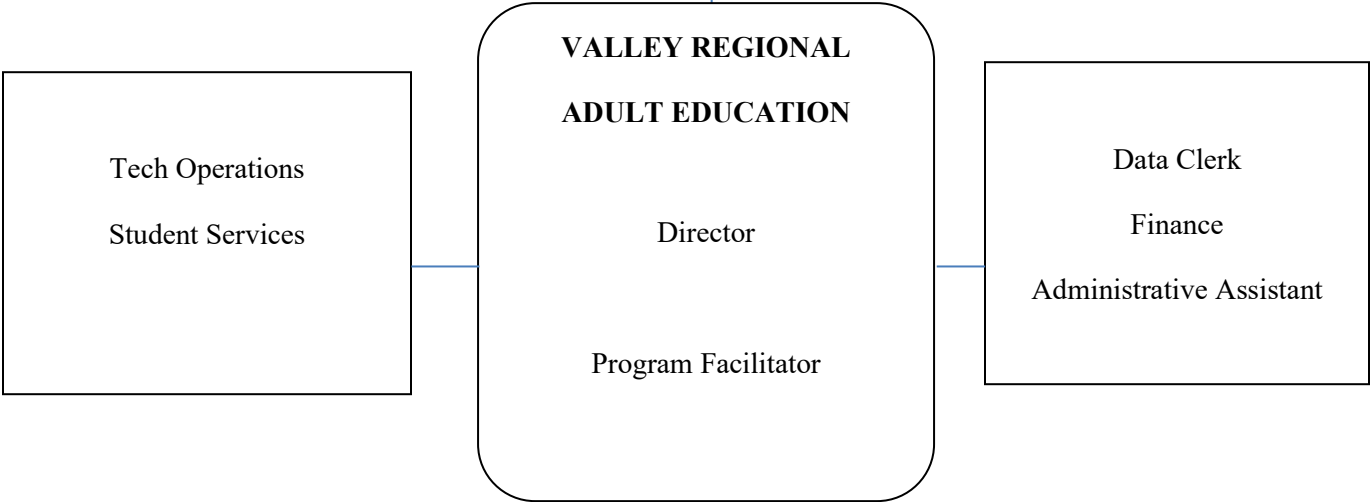 Tech Operations
Student Services
VALLEY REGIONAL
ADULT EDUCATION
Director
Program Facilitator
Data Clerk
Finance
Administrative Assistant